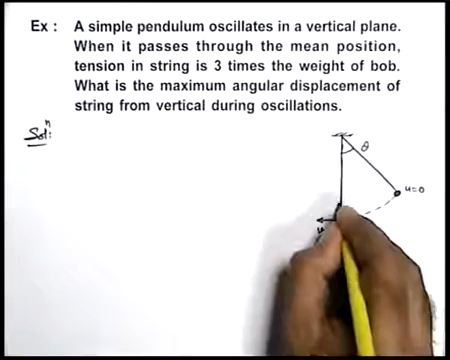 Ex : A simple pendulum oscillates in a vertical plane.
When it passes through the mean position,
tension in string is 3 times the weight of bob.
What is the maximum angular displacement of
string from vertical during oscillations.
Solⁿ:
θ
u=0
u